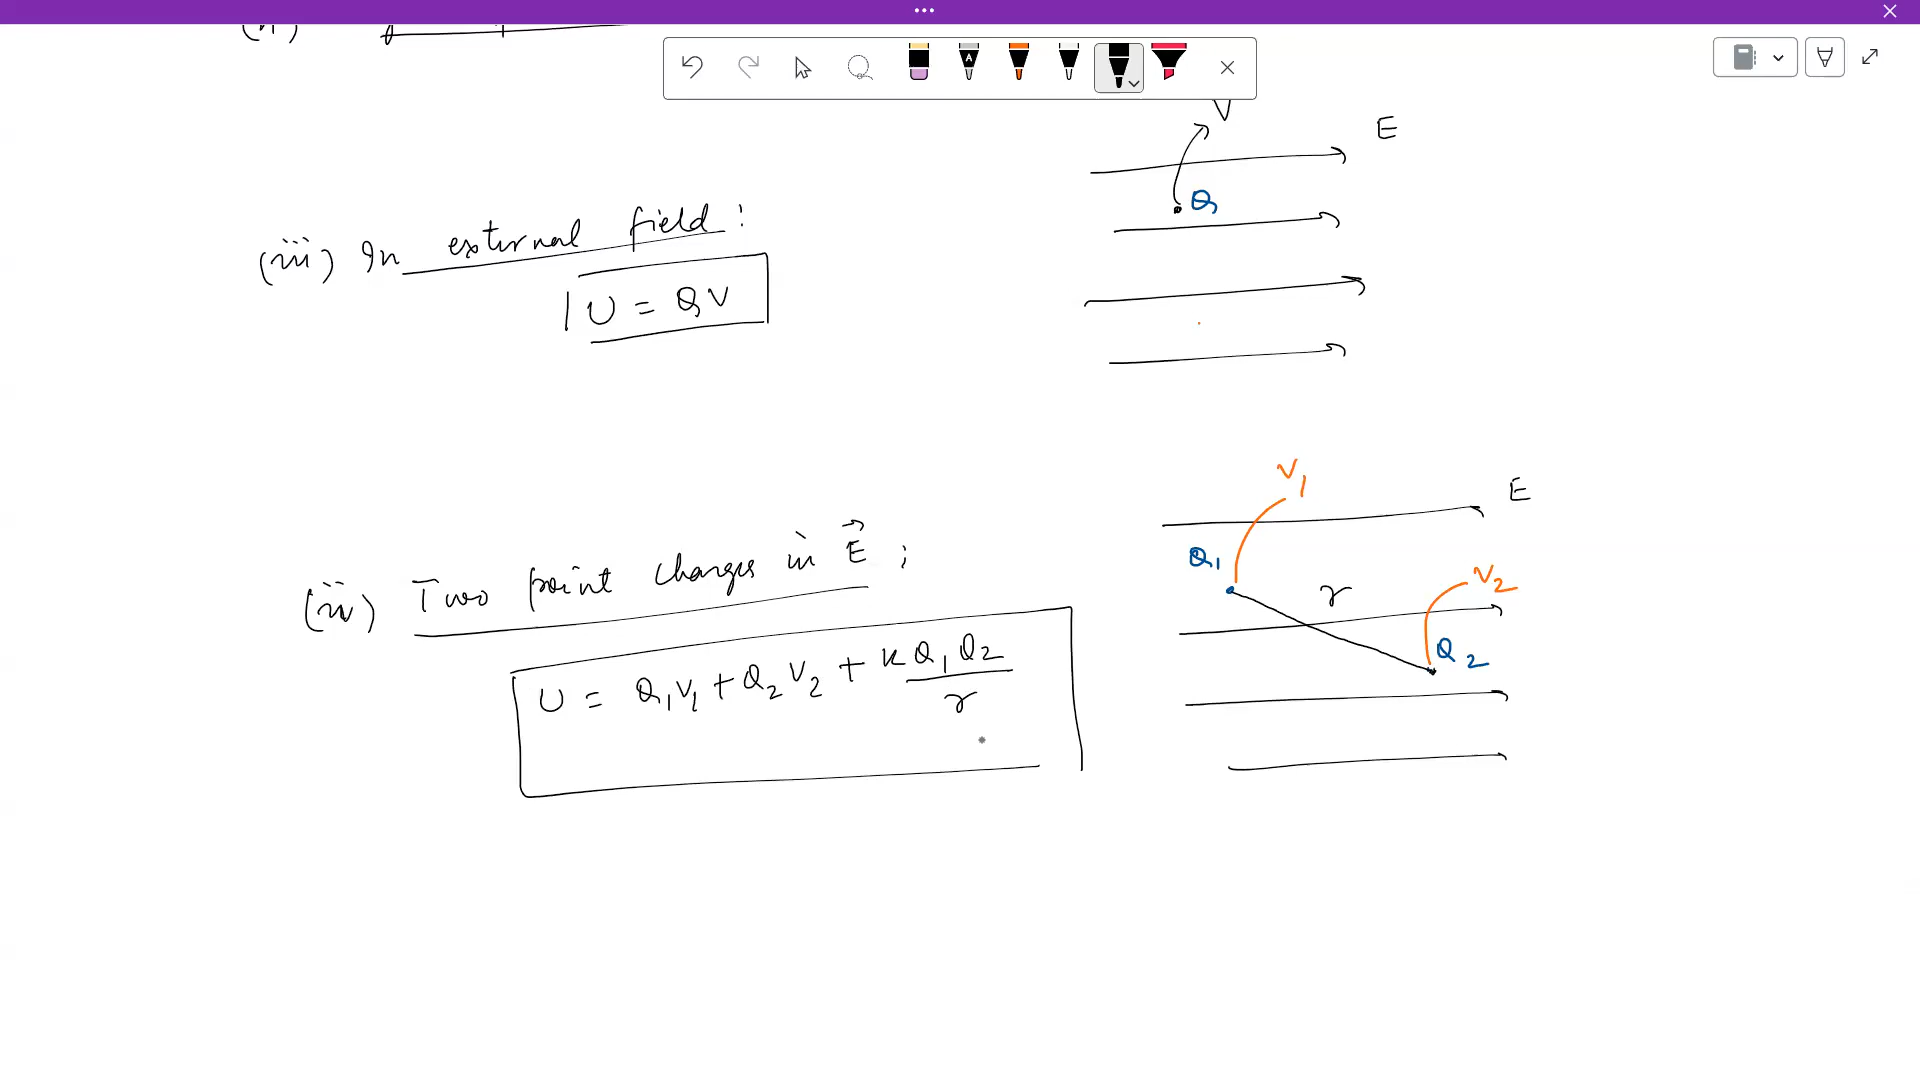 V
E
Q
(iii) In external field :
U = QV
V1
E
Q1
V2
r
Q2
(iv) Two point charges in E⃗ ;
U = Q1V1 + Q2V2 + KQ1Q2/r